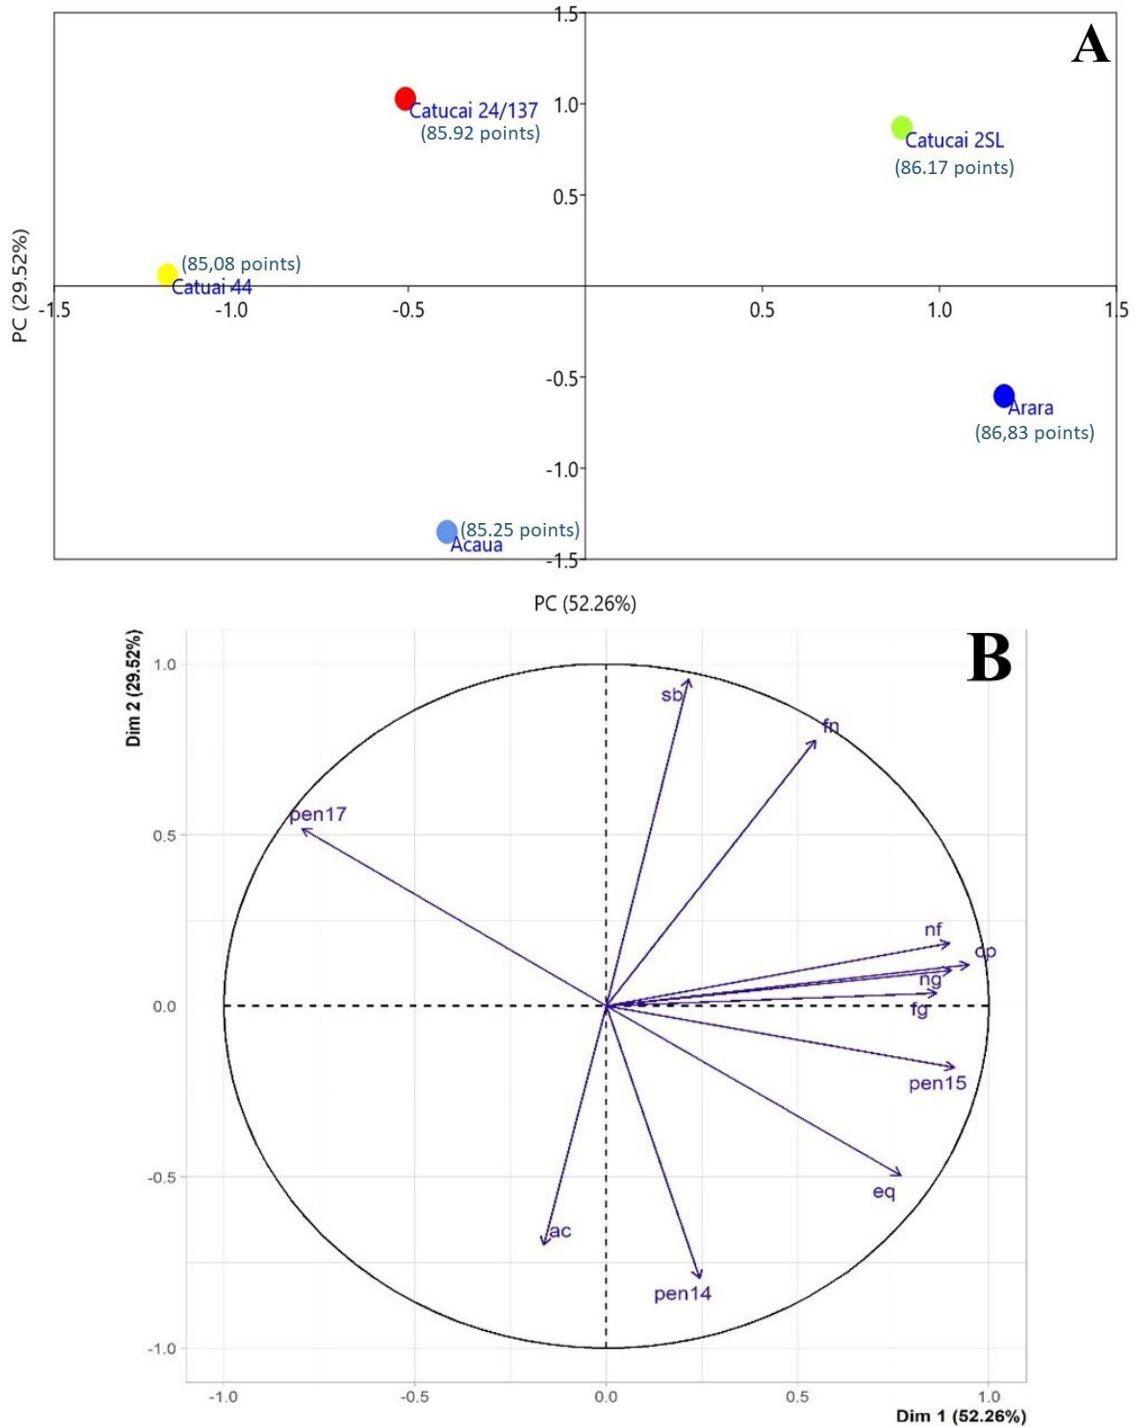 1.5
A
Catucai 24/137
(85.92 points)
1.0
Catucai 2SL
(86.17 points)
0.5
PC (29.52%)
(85,08 points)
Catuai 44
-1.5
-1.0
-0.5
0.5
1.0
1.5
-0.5
Arara
(86,83 points)
-1.0
(85.25 points)
Acaua
-1.5
PC (52.26%)
B
Dim 2 (29.52%)
1.0
sb
fn
pen17
0.5
nf
cp
ng
0.0
fg
pen15
-0.5
eq
ac
pen14
-1.0
-1.0
-0.5
0.0
0.5
1.0
Dim 1 (52.26%)